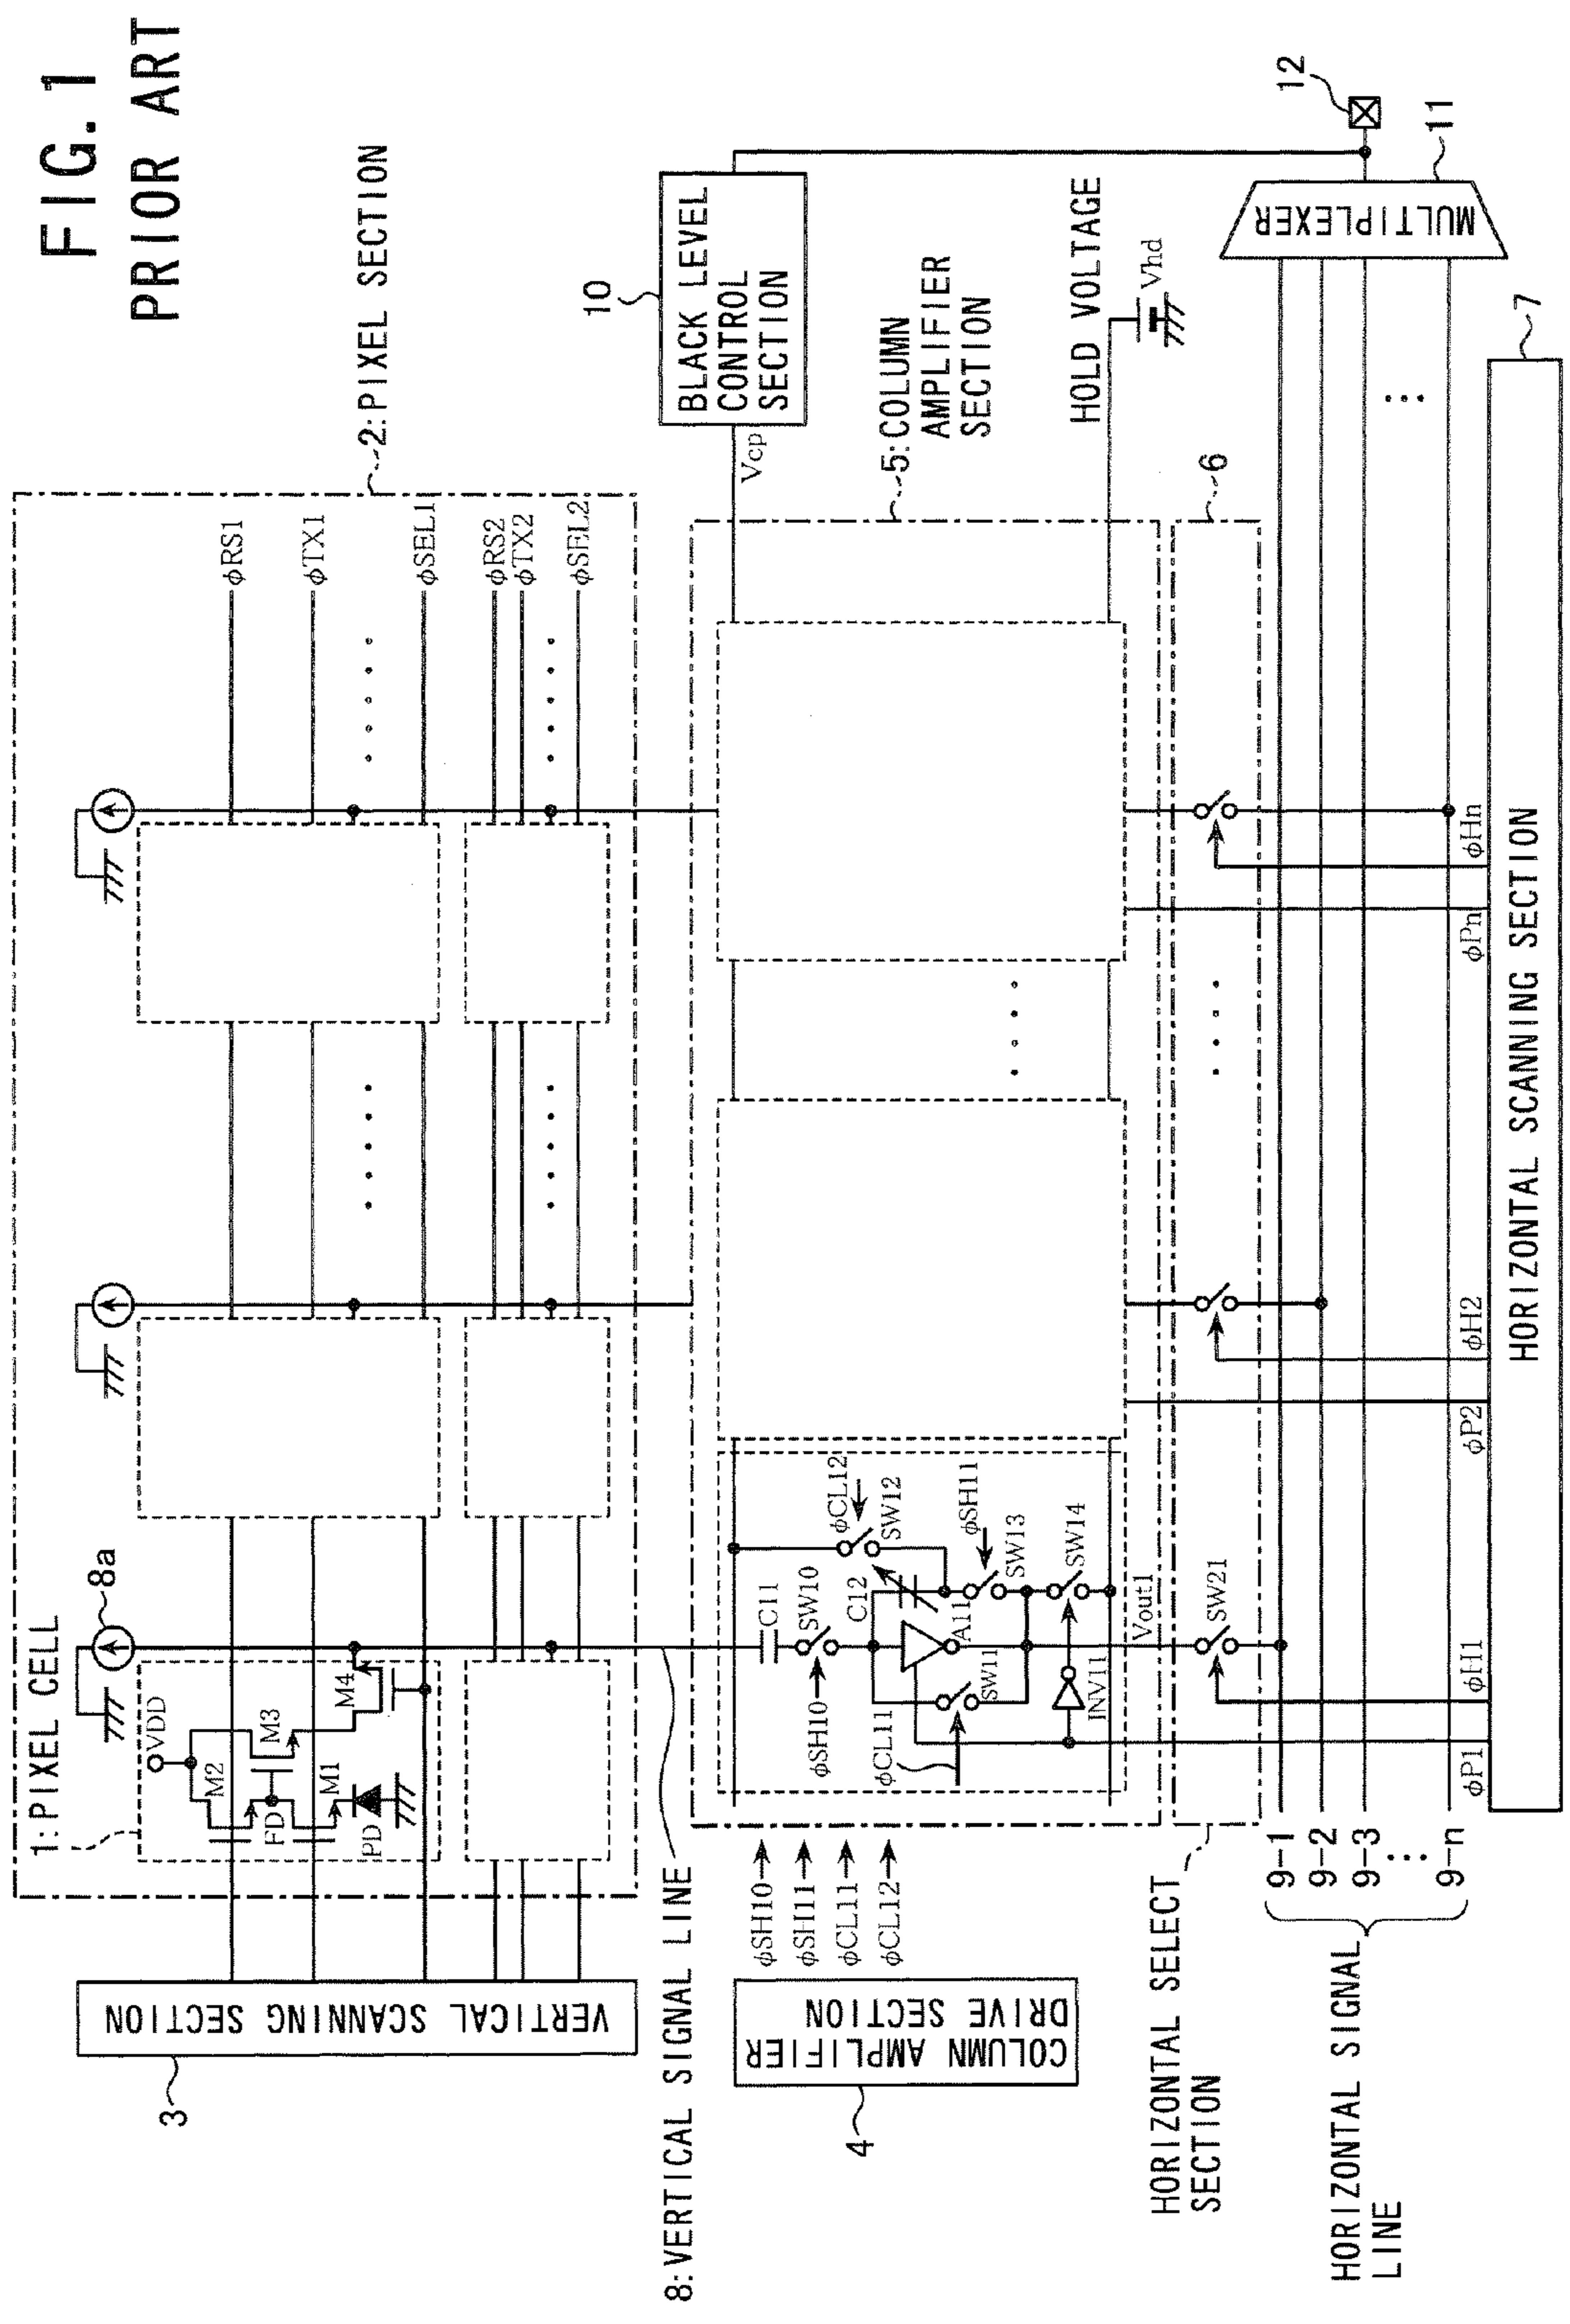 FIG. 1
PRIOR ART
1: PIXEL CELL
8a
2: PIXEL SECTION
VDD
M2
M3
M4
FD
M1
PD
φRS1
φTX1
φSEL1
φRS2
φTX2
φSEL2
VERTICAL SCANNING SECTION
3
8: VERTICAL SIGNAL LINE
10
BLACK LEVEL
CONTROL
SECTION
Vcp
5: COLUMN
AMPLIFIER
SECTION
HOLD VOLTAGE
Vhd
COLUMN AMPLIFIER
DRIVE SECTION
4
φSH10
φSH11
φCL11
φCL12
C11
SW10
φSH10
C12
φCL12
SW12
φCL11
SW11
A11
φSH11
SW13
SW14
INV11
Vout1
HORIZONTAL SELECT
SECTION
6
SW21
HORIZONTAL SIGNAL
LINE
9-1
9-2
9-3
9-n
φP1
φH1
φP2
φH2
φPn
φHn
MULTIPLEXER
11
12
HORIZONTAL SCANNING SECTION
7